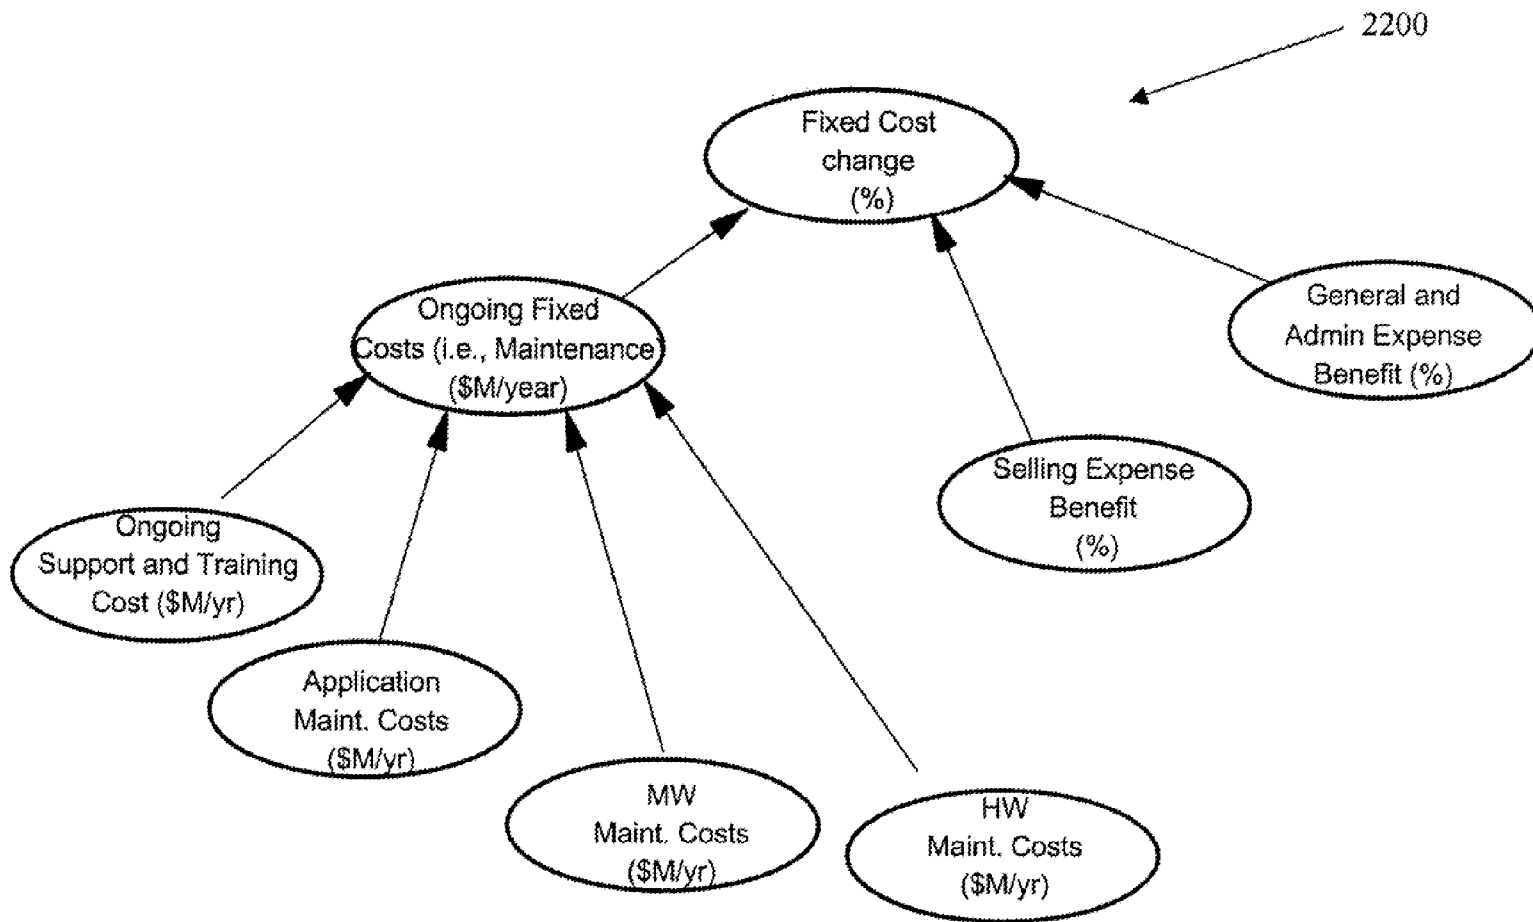 2200
Fixed Cost
change
(%)
Ongoing Fixed
Costs (i.e., Maintenance)
($M/year)
General and
Admin Expense
Benefit (%)
Selling Expense
Benefit
(%)
Ongoing
Support and Training
Cost ($M/yr)
Application
Maint. Costs
($M/yr)
MW
Maint. Costs
($M/yr)
HW
Maint. Costs
($M/yr)